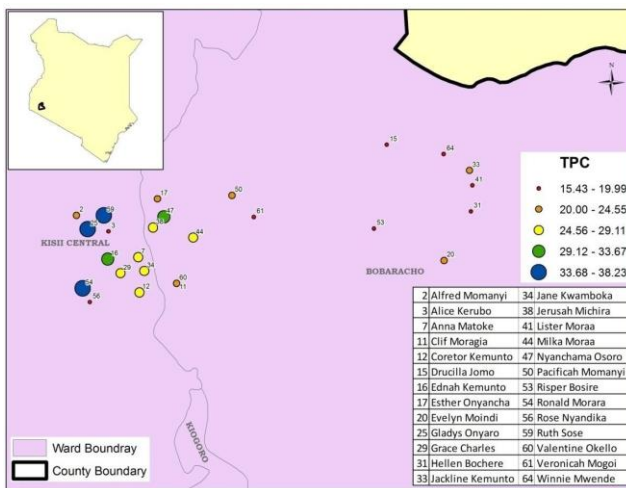 N
15
64
33
41
31
53
20
50
61
17
47
38
44
2
59
25
3
KISII CENTRAL
16
7
34
29
12
60
11
54
56
BOBARACHO
KIOGORO
TPC
15.43 - 19.99
20.00 - 24.55
24.56 - 29.11
29.12 - 33.67
33.68 - 38.23
2 Alfred Momanyi 34 Jane Kwamboka
3 Alice Kerubo 38 Jerusah Michira
7 Anna Matoke 41 Lister Moraa
11 Clif Moragia 44 Milka Moraa
12 Coretor Kemunto 47 Nyanchama Osoro
15 Drucilla Jomo 50 Pacificah Momanyi
16 Ednah Kemunto 53 Risper Bosire
17 Esther Onyancha 54 Ronald Morara
20 Evelyn Moindi 56 Rose Nyandika
25 Gladys Onyaro 59 Ruth Sose
29 Grace Charles 60 Valentine Okello
31 Hellen Bochere 61 Veronicah Mogoi
33 Jackline Kemunto 64 Winnie Mwende
Ward Boundray
County Boundary